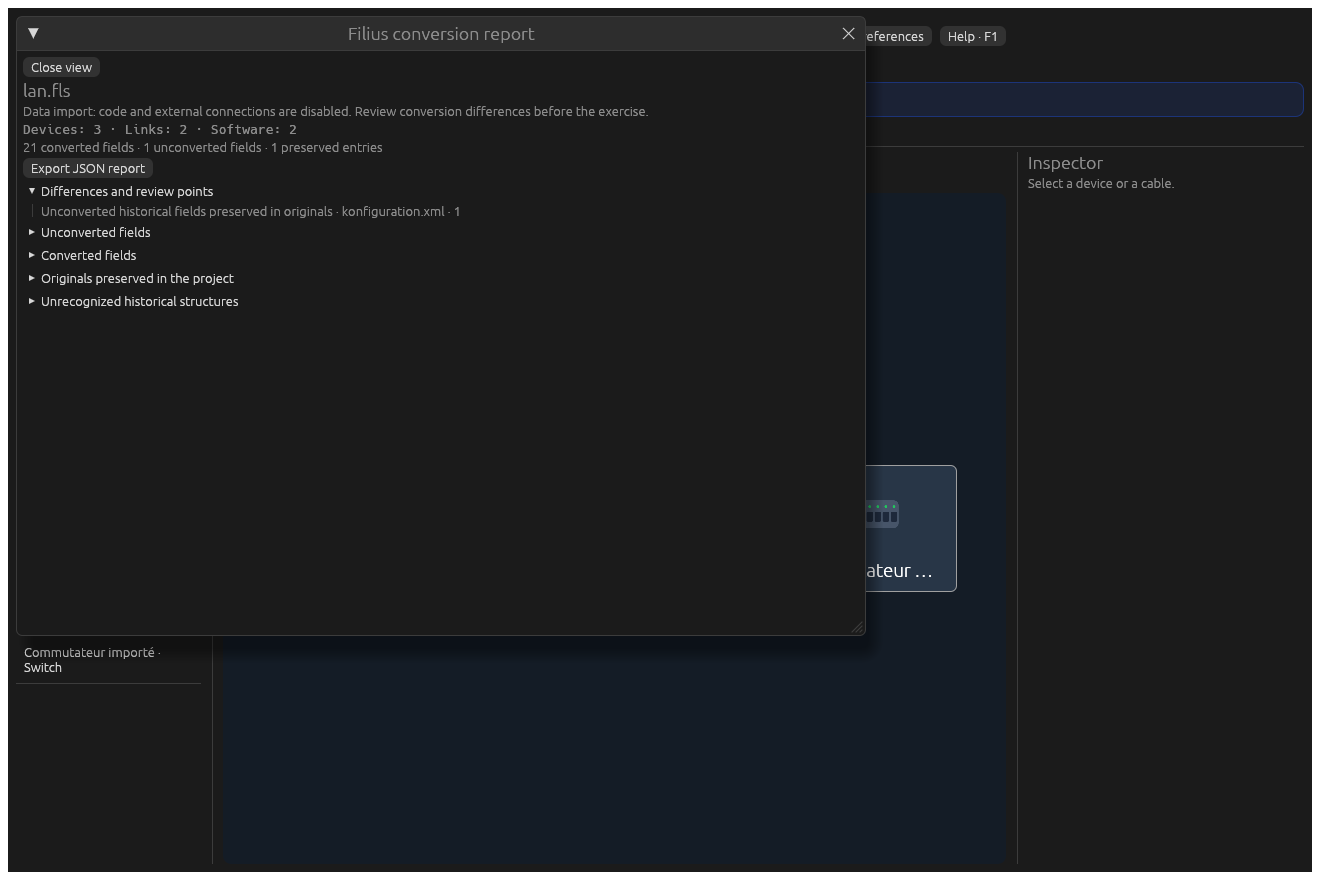 Filius conversion report
Help · F1
Close view
lan.fls
Data import: code and external connections are disabled. Review conversion differences before the exercise.
Devices: 3 · Links: 2 · Software: 2
21 converted fields · 1 unconverted fields · 1 preserved entries
Export JSON report
Differences and review points
Unconverted historical fields preserved in originals · konfiguration.xml · 1
Unconverted fields
Converted fields
Originals preserved in the project
Unrecognized historical structures
Inspector
Select a device or a cable.
ateur ...
Commutateur importé ·
Switch